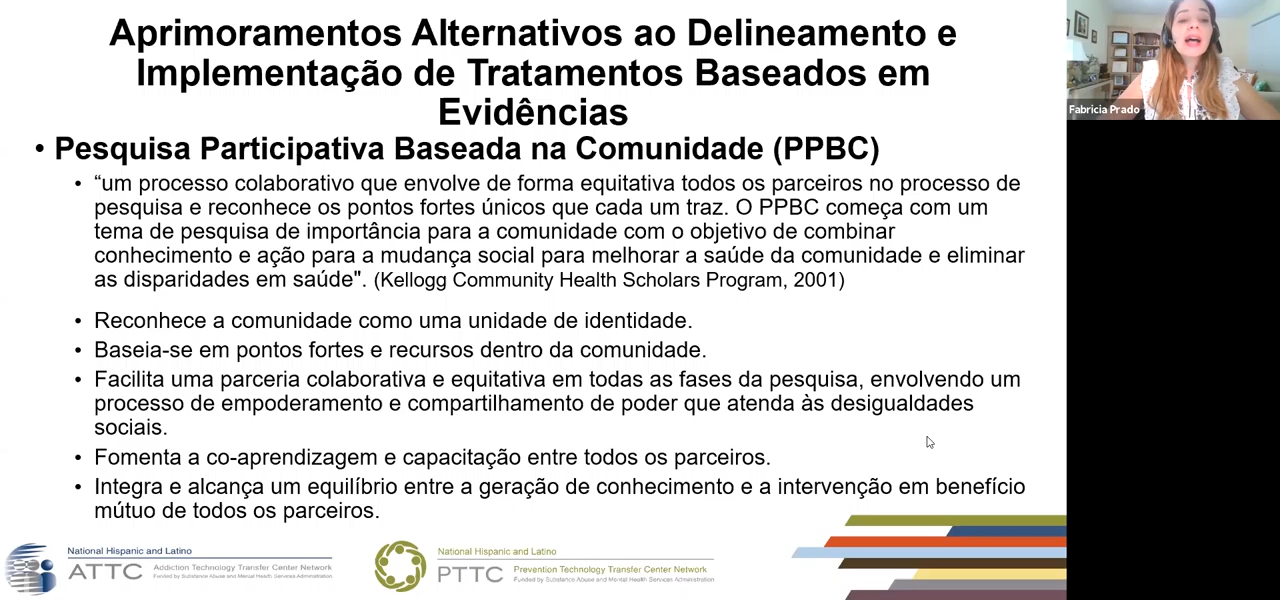 Aprimoramentos Alternativos ao Delineamento e
Implementação de Tratamentos Baseados em
Evidências
• Pesquisa Participativa Baseada na Comunidade (PPBC)
• “um processo colaborativo que envolve de forma equitativa todos os parceiros no processo de
pesquisa e reconhece os pontos fortes únicos que cada um traz. O PPBC começa com um
tema de pesquisa de importância para a comunidade com o objetivo de combinar
conhecimento e ação para a mudança social para melhorar a saúde da comunidade e eliminar
as disparidades em saúde". (Kellogg Community Health Scholars Program, 2001)
• Reconhece a comunidade como uma unidade de identidade.
• Baseia-se em pontos fortes e recursos dentro da comunidade.
• Facilita uma parceria colaborativa e equitativa em todas as fases da pesquisa, envolvendo um
processo de empoderamento e compartilhamento de poder que atenda às desigualdades
sociais.
• Fomenta a co-aprendizagem e capacitação entre todos os parceiros.
• Integra e alcança um equilíbrio entre a geração de conhecimento e a intervenção em benefício
mútuo de todos os parceiros.
National Hispanic and Latino
ATTC
Addiction Technology Transfer Center Network
Funded by Substance Abuse and Mental Health Services Administration
National Hispanic and Latino
PTTC
Prevention Technology Transfer Center Network
Funded by Substance Abuse and Mental Health Services Administration
Fabricia Prado